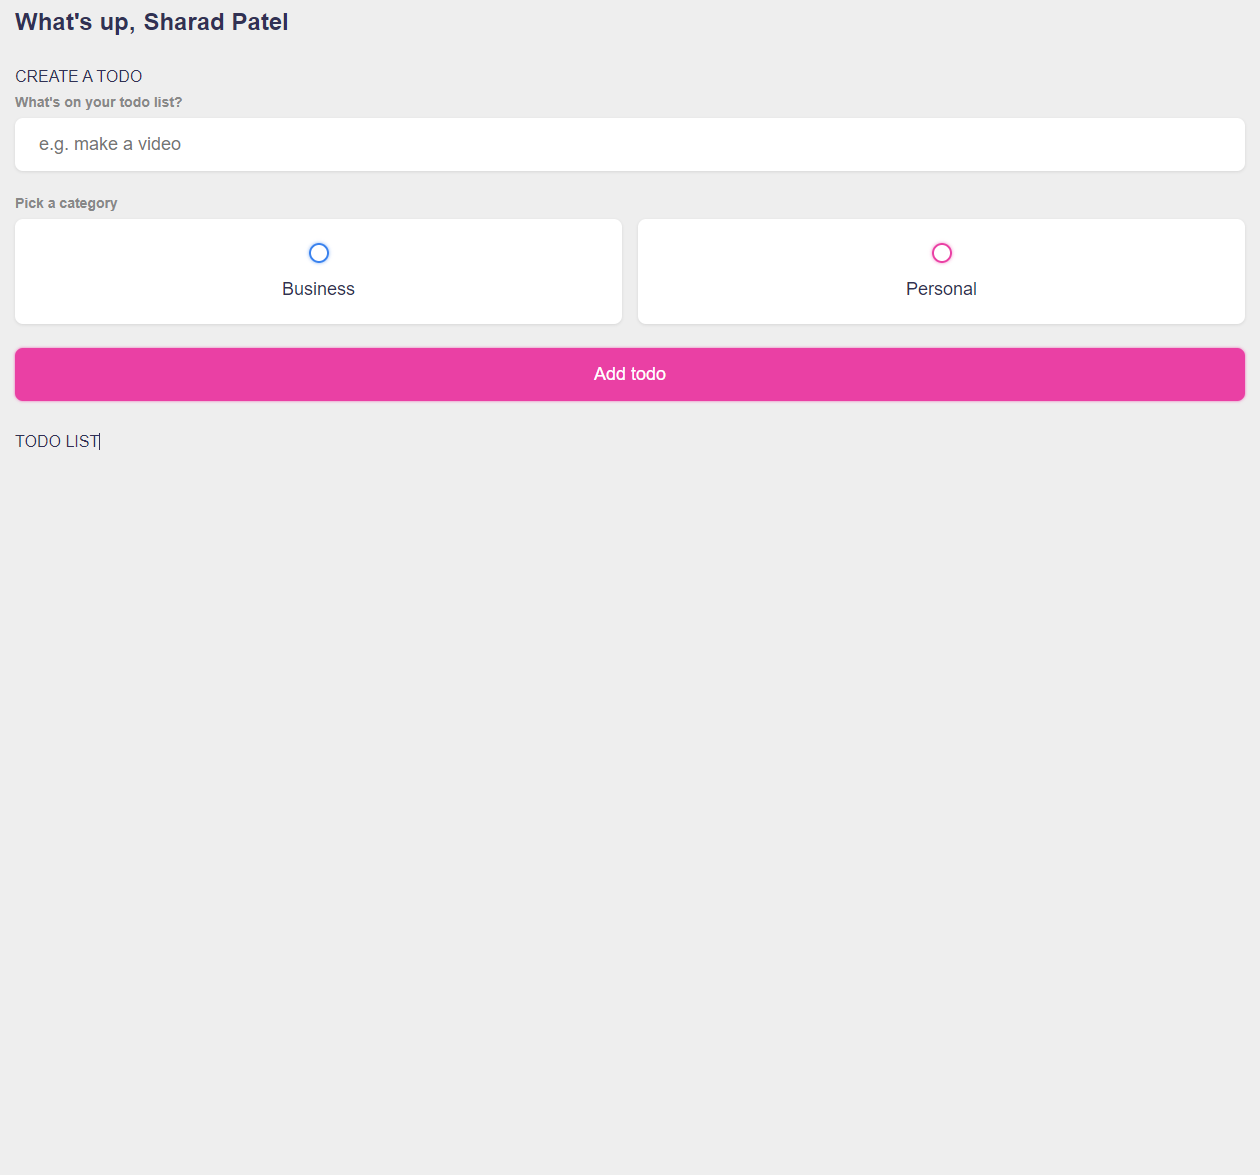 What's up, Sharad Patel
CREATE A TODO
What's on your todo list?
e.g. make a video
Pick a category
Business
Personal
Add todo
TODO LIST